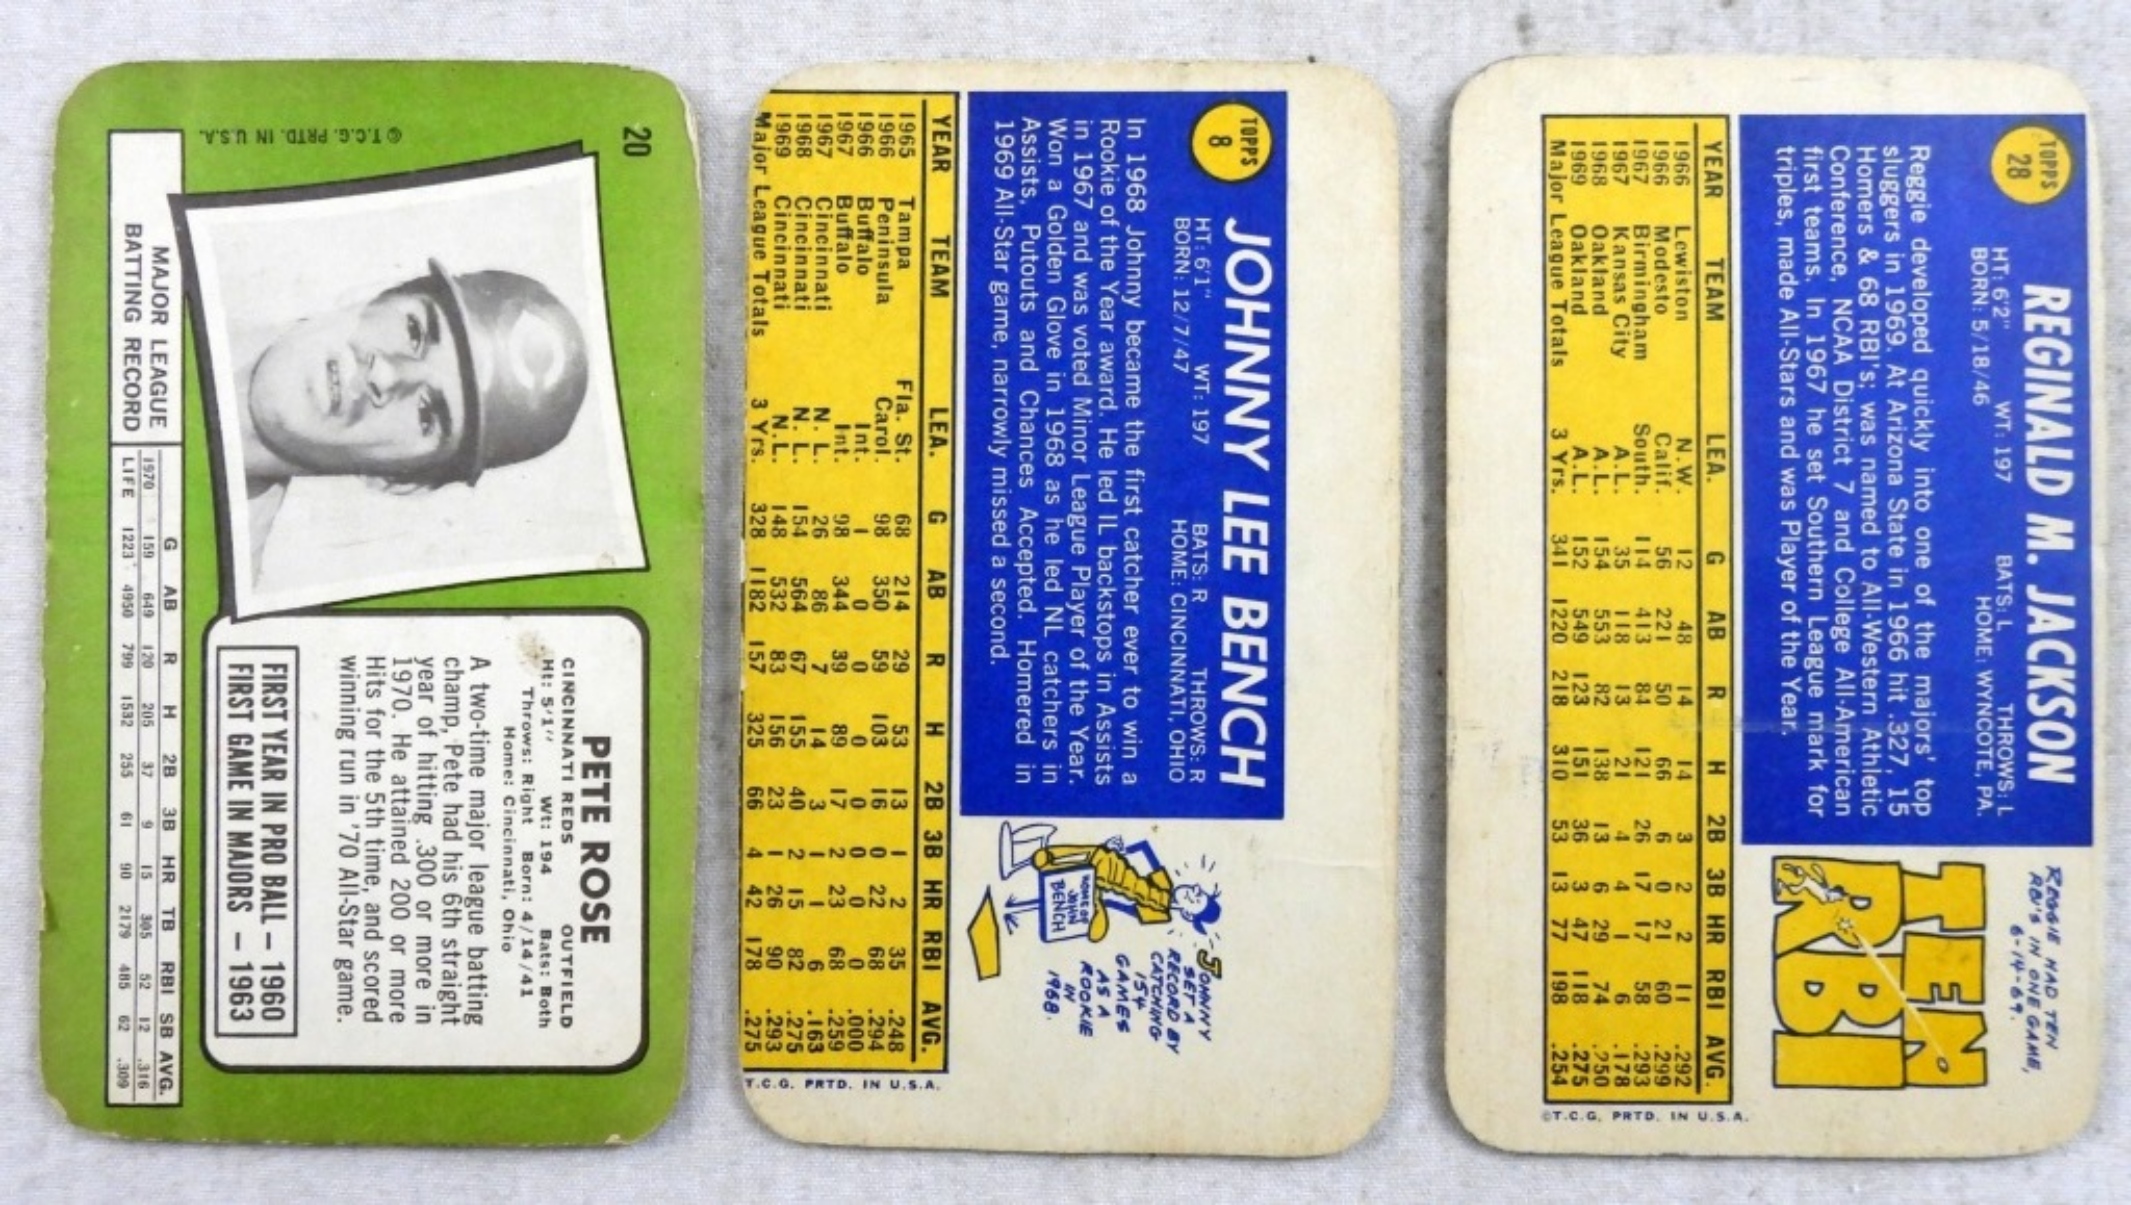 20
PETE ROSE
CINCINNATI REDS OUTFIELD
Ht: 5'1" Wt: 194 Bats: Both
Throws: Right Born: 4/14/41
Home: Cincinnati, Ohio
A two-time major league batting
champ, Pete had his 6th straight
year of hitting .300 or more in
1970. He attained 200 or more
Hits for the 5th time, and scored
winning run in '70 All-Star game.
FIRST YEAR IN PRO BALL – 1960
FIRST GAME IN MAJORS – 1963
MAJOR LEAGUE
BATTING RECORD
G AB R H 2B 3B HR TB RBI SB AVG.
1970 159 649 120 205 37 9 15 305 52 12 .316
LIFE 1223 4950 799 1532 255 61 90 2179 485 62 .309
© T.C.G. PRTD. IN U.S.A.
TOPPS
8
JOHNNY LEE BENCH
HT: 6'1" WT: 197 BATS: R THROWS: R
BORN: 12/7/47 HOME: CINCINNATI, OHIO
In 1968 Johnny became the first catcher ever to win a
Rookie of the Year award. He led IL backstops in Assists
in 1967 and was voted Minor League Player of the Year.
Won a Golden Glove in 1968 as he led NL catchers in
Assists, Putouts and Chances Accepted. Homered in
1969 All-Star game, narrowly missed a second.
JOHNNY
SET A
RECORD BY
CATCHING
154
GAMES
AS A
ROOKIE
IN
1968.
HOME OF
JOHN
BENCH
YEAR TEAM LEA. G AB R H 2B 3B HR RBI AVG.
1965 Tampa Fla. St. 68 214 29 53 13 1 2 35 .248
1966 Peninsula Carol. 98 350 59 103 16 0 22 68 .294
1966 Buffalo Int. 1 0 0 0 0 0 0 0 .000
1967 Buffalo Int. 98 344 39 89 17 2 23 68 .259
1967 Cincinnati N. L. 26 86 7 14 3 1 1 6 .163
1968 Cincinnati N. L. 154 564 67 155 40 2 15 82 .275
1969 Cincinnati N.L. 148 532 83 156 23 1 26 90 .293
Major League Totals 3 Yrs. 328 1182 157 325 66 4 42 178 .275
T.C.G. PRTD. IN U.S.A.
TOPPS
28
REGINALD M. JACKSON
HT: 6'2" WT: 197 BATS: L THROWS: L
BORN: 5/18/46 HOME: WYNCOTE, PA.
Reggie developed quickly into one of the majors' top
sluggers in 1969. At Arizona State in 1966 hit .327, 15
Homers & 68 RBI's; was named to All-Western Athletic
Conference, NCAA District 7 and College All-American
first teams. In 1967 he set Southern League mark for
triples, made All-Stars and was Player of the Year.
REGGIE HAD TEN
RBI'S IN ONE GAME,
6-14-69.
TEN
RBI
YEAR TEAM LEA. G AB R H 2B 3B HR RBI AVG.
1966 Lewiston N.W. 12 48 14 14 3 2 2 11 .292
1966 Modesto Calif. 56 221 50 66 6 0 21 60 .299
1967 Birmingham South. 114 413 84 121 26 17 17 58 .293
1967 Kansas City A.L. 35 118 13 21 4 4 1 6 .178
1968 Oakland A.L. 154 553 82 138 13 6 29 74 .250
1969 Oakland A.L. 152 549 123 151 36 3 47 118 .275
Major League Totals 3 Yrs. 341 1220 218 310 53 13 77 198 .254
©T.C.G. PRTD. IN U.S.A.